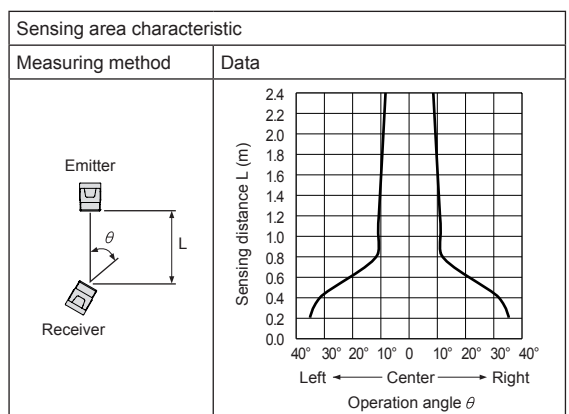 Sensing area characteristic
Measuring method
Data
Emitter
θ
L
Receiver
Sensing distance L (m)
2.4
2.2
2.0
1.8
1.6
1.4
1.2
1.0
0.8
0.6
0.4
0.2
0.0
40° 30° 20 10° 0 10° 20° 30° 40°
Left Center Right
Operation angle θ